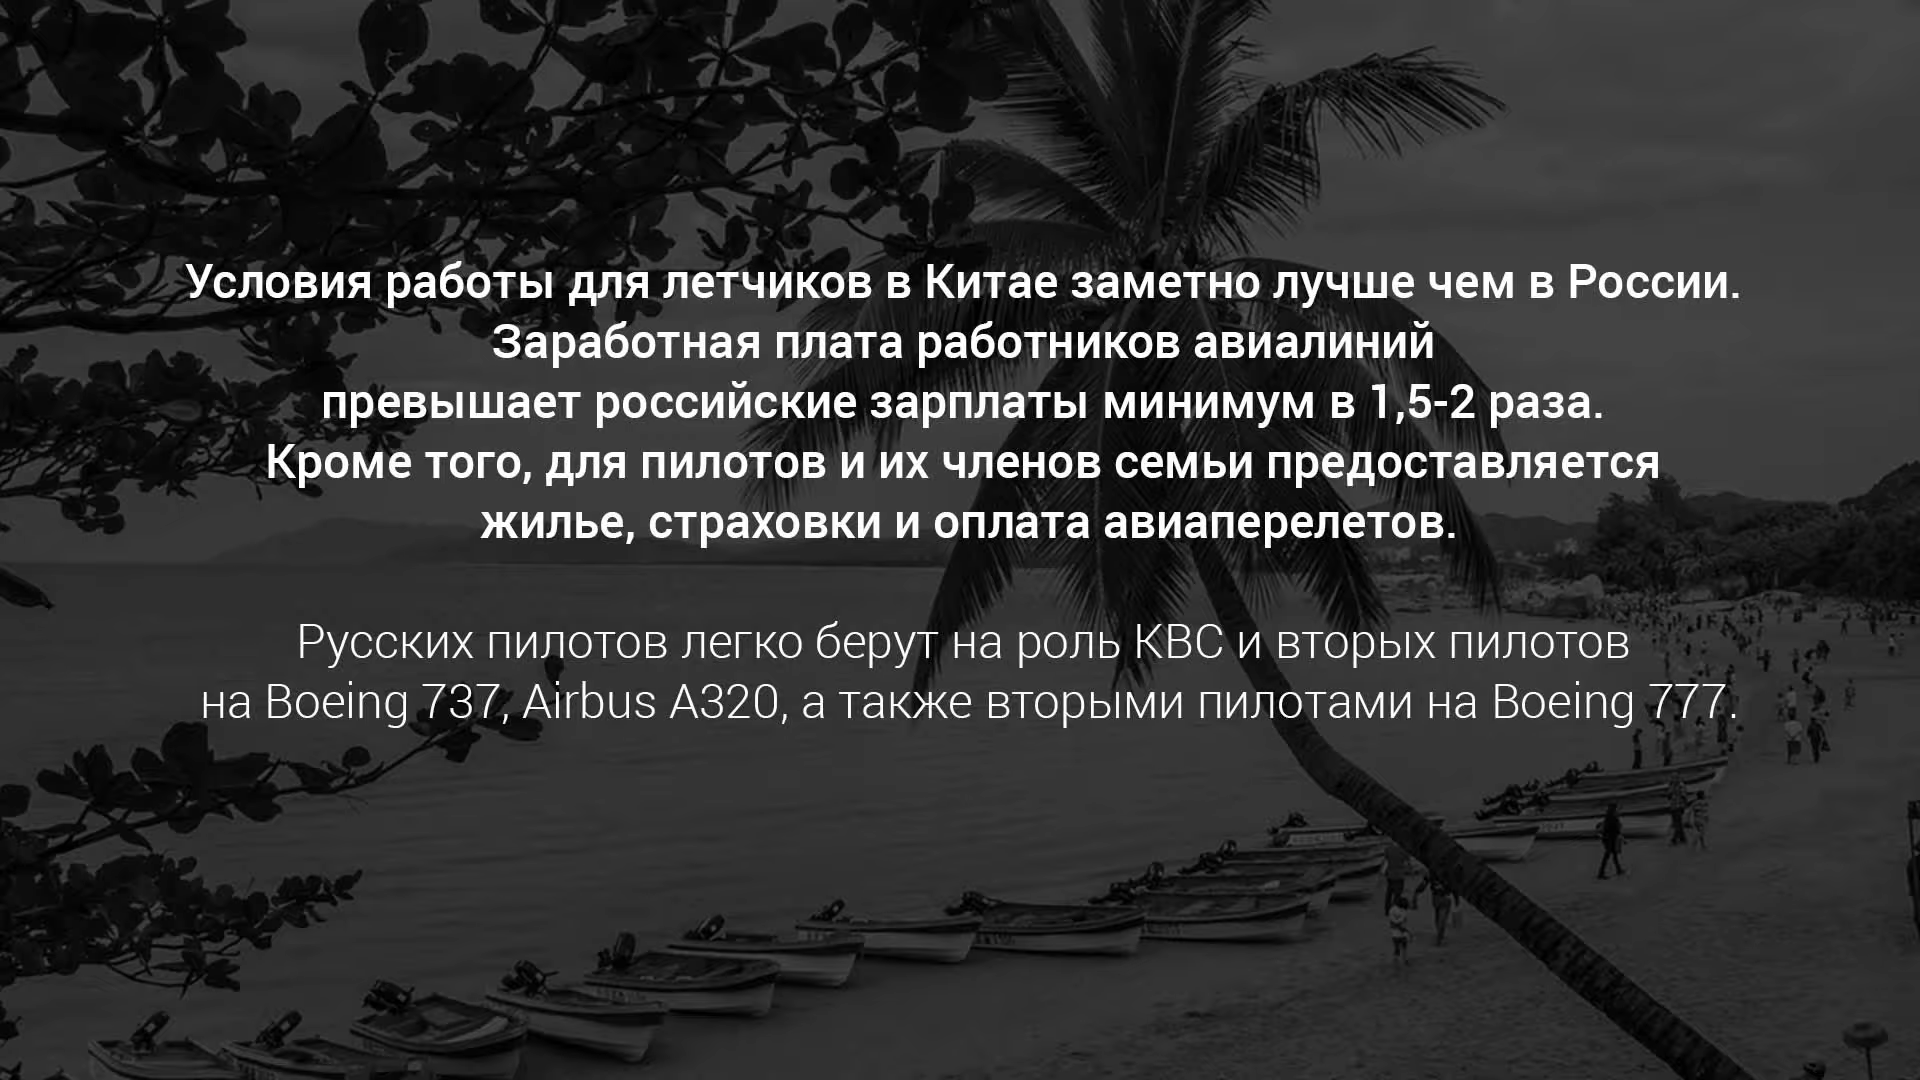 Условия работы для летчиков в Китае заметно лучше чем в России.
Заработная плата работников авиалиний
превышает российские зарплаты минимум в 1,5-2 раза.
Кроме того, для пилотов и их членов семьи предоставляется
жилье, страховки и оплата авиаперелетов.
Русских пилотов легко берут на роль КВС и вторых пилотов
на Boeing 737, Airbus A320, а также вторыми пилотами на Boeing 777.